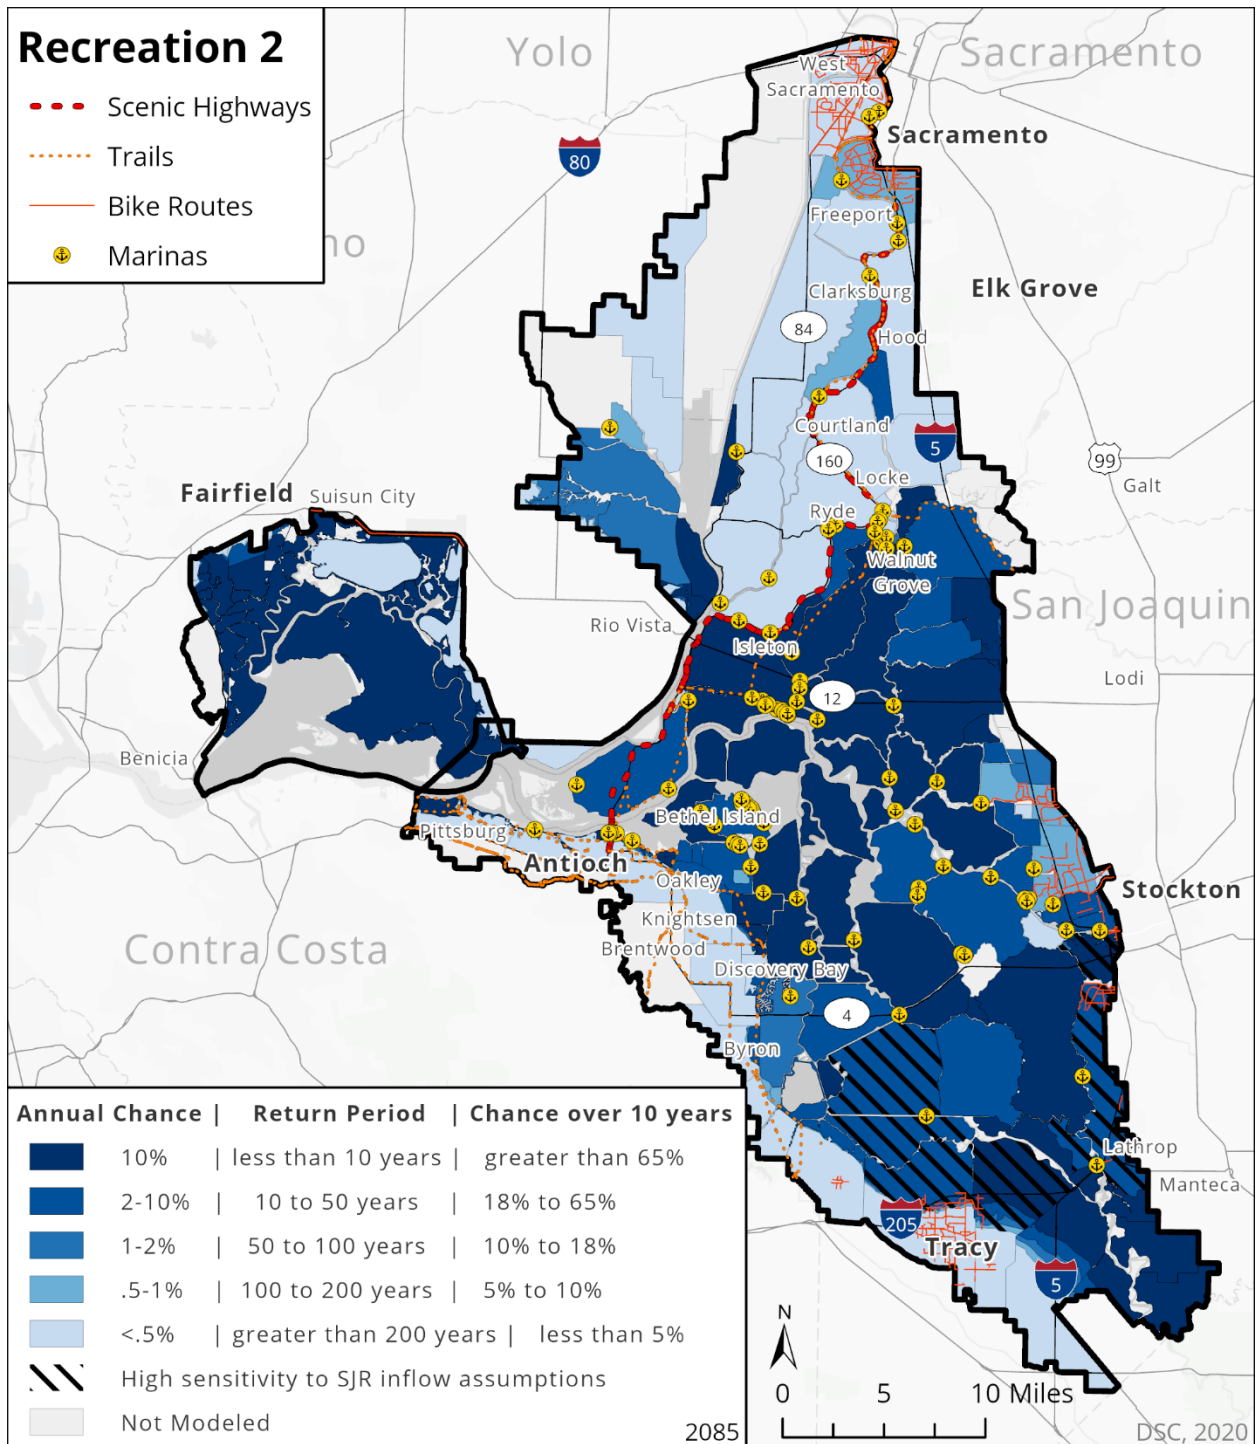 Recreation 2
Scenic Highways
Trails
Bike Routes
Marinas
Yolo
Sacramento
West
Sacramento
Sacramento
80
no
Freeport
Elk Grove
Clarksburg
84
Hood
Courtland
5
99
160
Galt
Locke
Fairfield
Suisun City
Ryde
Walnut
Grove
San Joaquin
Rio Vista
Isleton
Lodi
12
Benicia
Bethel Island
Pittsburg
Antioch
Oakley
Stockton
Knightsen
Contra Costa
Brentwood
Discovery Bay
4
Byron
Lathrop
Manteca
205
Tracy
5
Annual Chance | Return Period | Chance over 10 years
10% | less than 10 years | greater than 65%
2-10% | 10 to 50 years | 18% to 65%
1-2% | 50 to 100 years | 10% to 18%
.5-1% | 100 to 200 years | 5% to 10%
<.5% | greater than 200 years | less than 5%
High sensitivity to SJR inflow assumptions
Not Modeled
N
0 5 10 Miles
2085
DSC, 2020